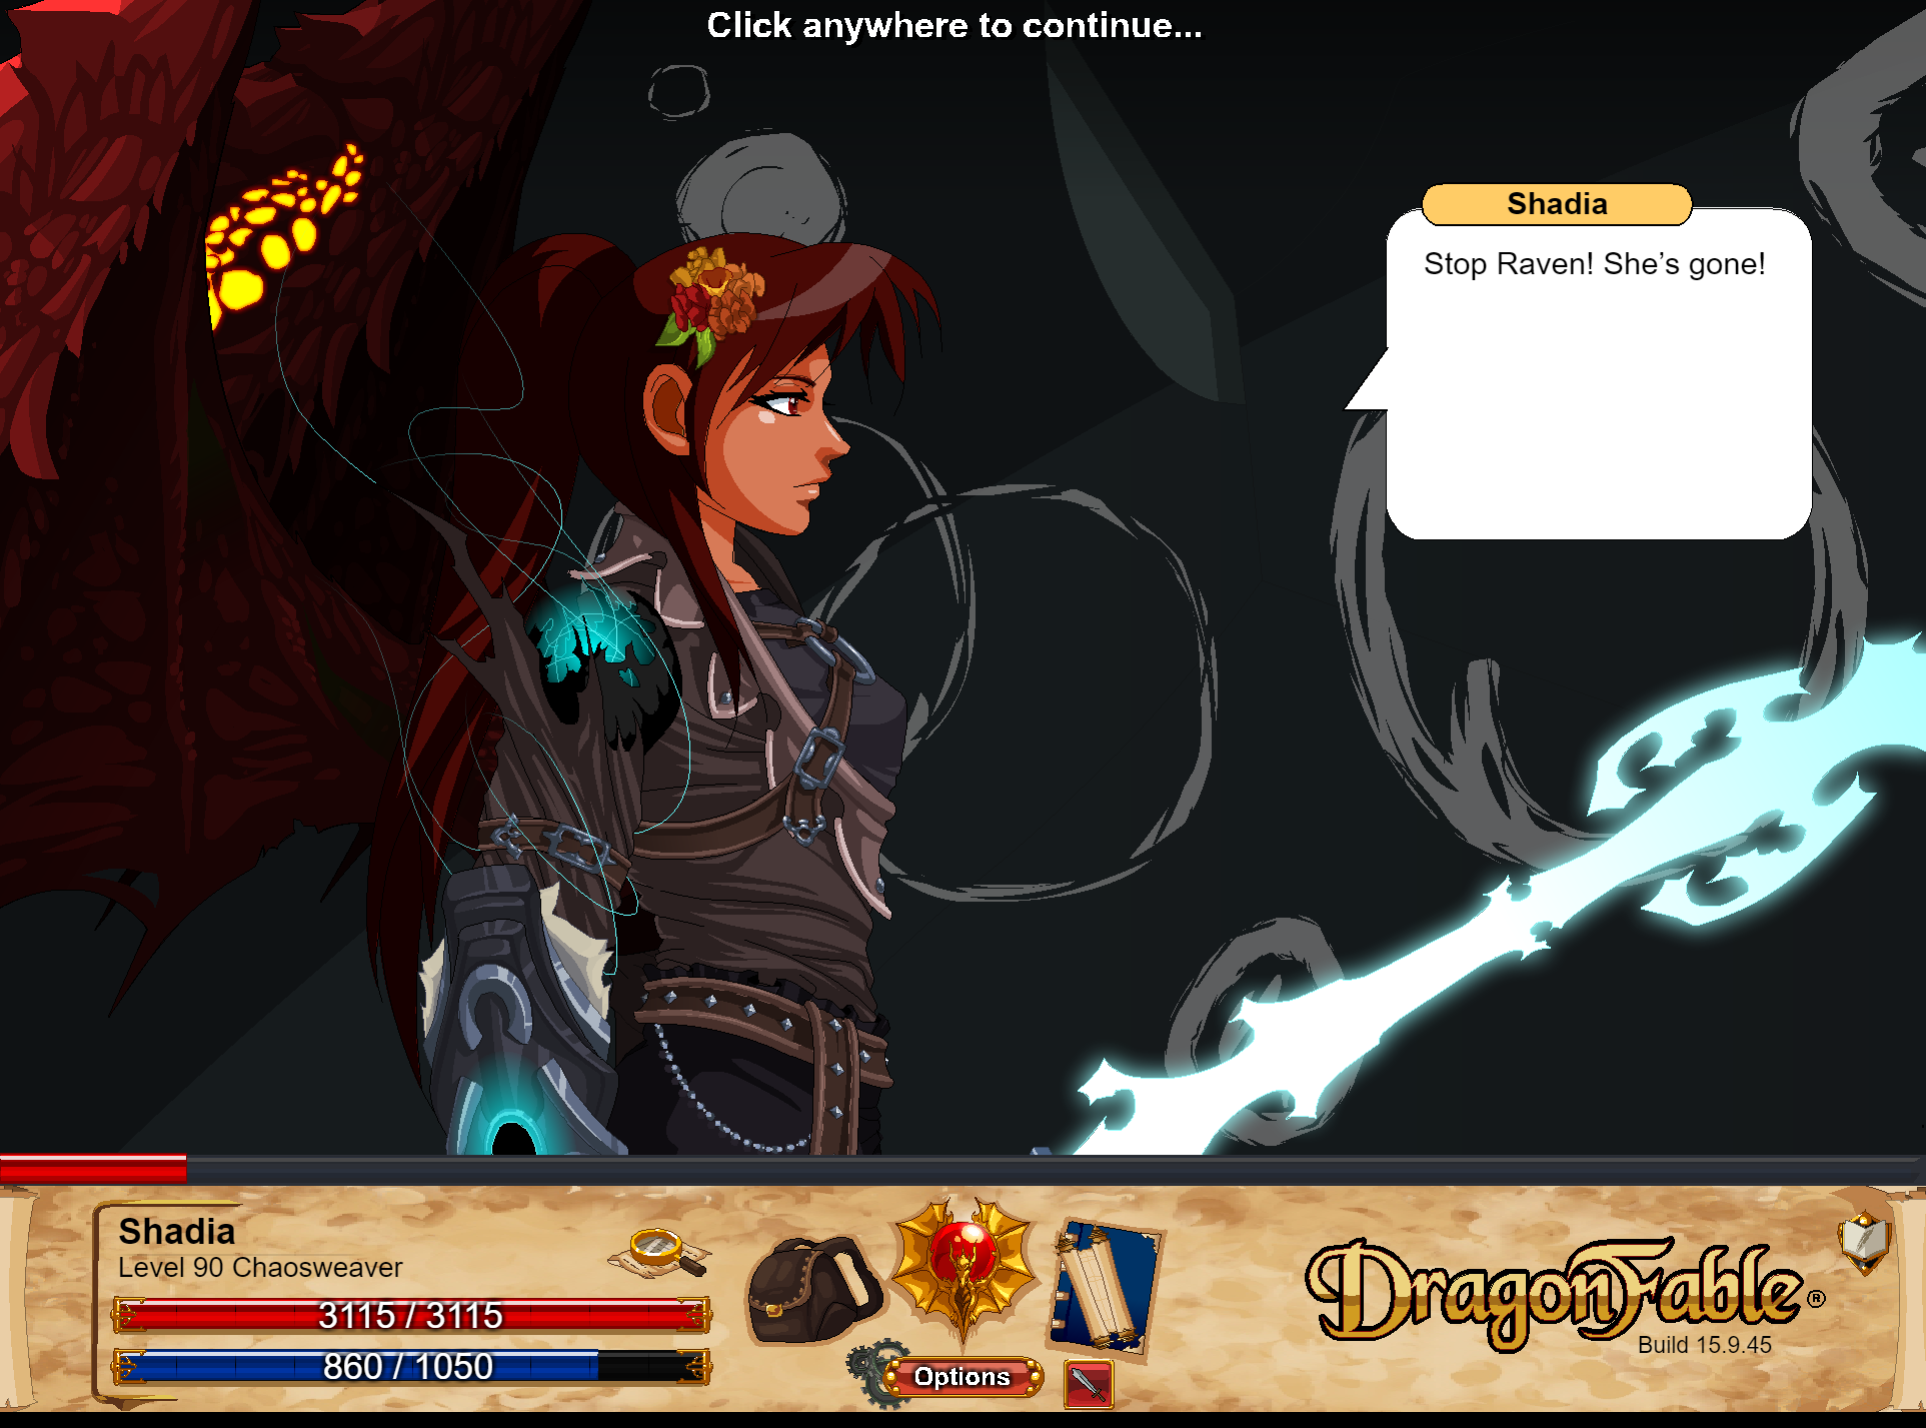 Click anywhere to continue...
Shadia
Stop Raven! She’s gone!
Shadia
Level 90 Chaosweaver
3115 / 3115
860 / 1050
Options
DragonFable®
Build 15.9.45